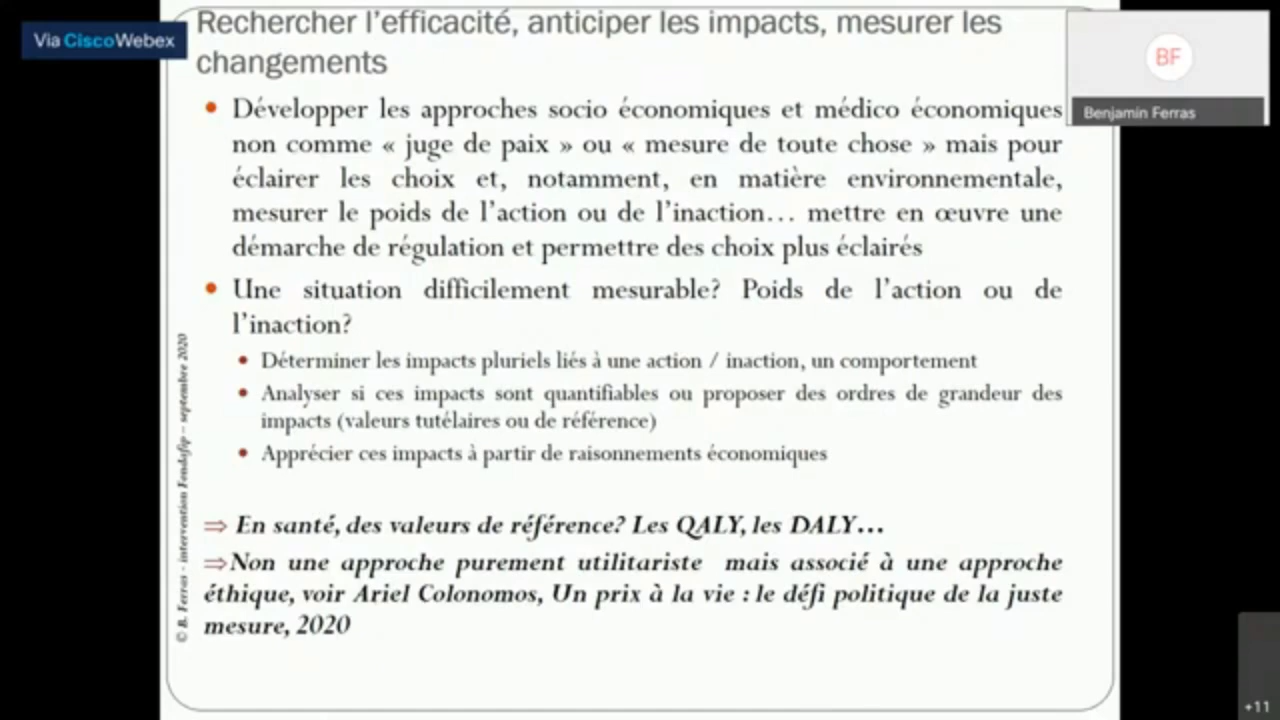 Via Cisco Webex
Rechercher l'efficacité, anticiper les impacts, mesurer les
changements
BF
Benjamin Ferras
• Développer les approches socio économiques et médico économiques
non comme « juge de paix » ou « mesure de toute chose » mais pour
éclairer les choix et, notamment, en matière environnementale,
mesurer le poids de l'action ou de l'inaction… mettre en œuvre une
démarche de régulation et permettre des choix plus éclairés
• Une situation difficilement mesurable? Poids de l'action ou de
l'inaction?
• Déterminer les impacts pluriels liés à une action / inaction, un comportement
• Analyser si ces impacts sont quantifiables ou proposer des ordres de grandeur des
impacts (valeurs tutélaires ou de référence)
• Apprécier ces impacts à partir de raisonnements économiques
⇒ En santé, des valeurs de référence? Les QALY, les DALY…
⇒Non une approche purement utilitariste mais associé à une approche
éthique, voir Ariel Colonomos, Un prix à la vie : le défi politique de la juste
mesure, 2020
© B. Ferras - intervention Fondafip – septembre 2020
+11